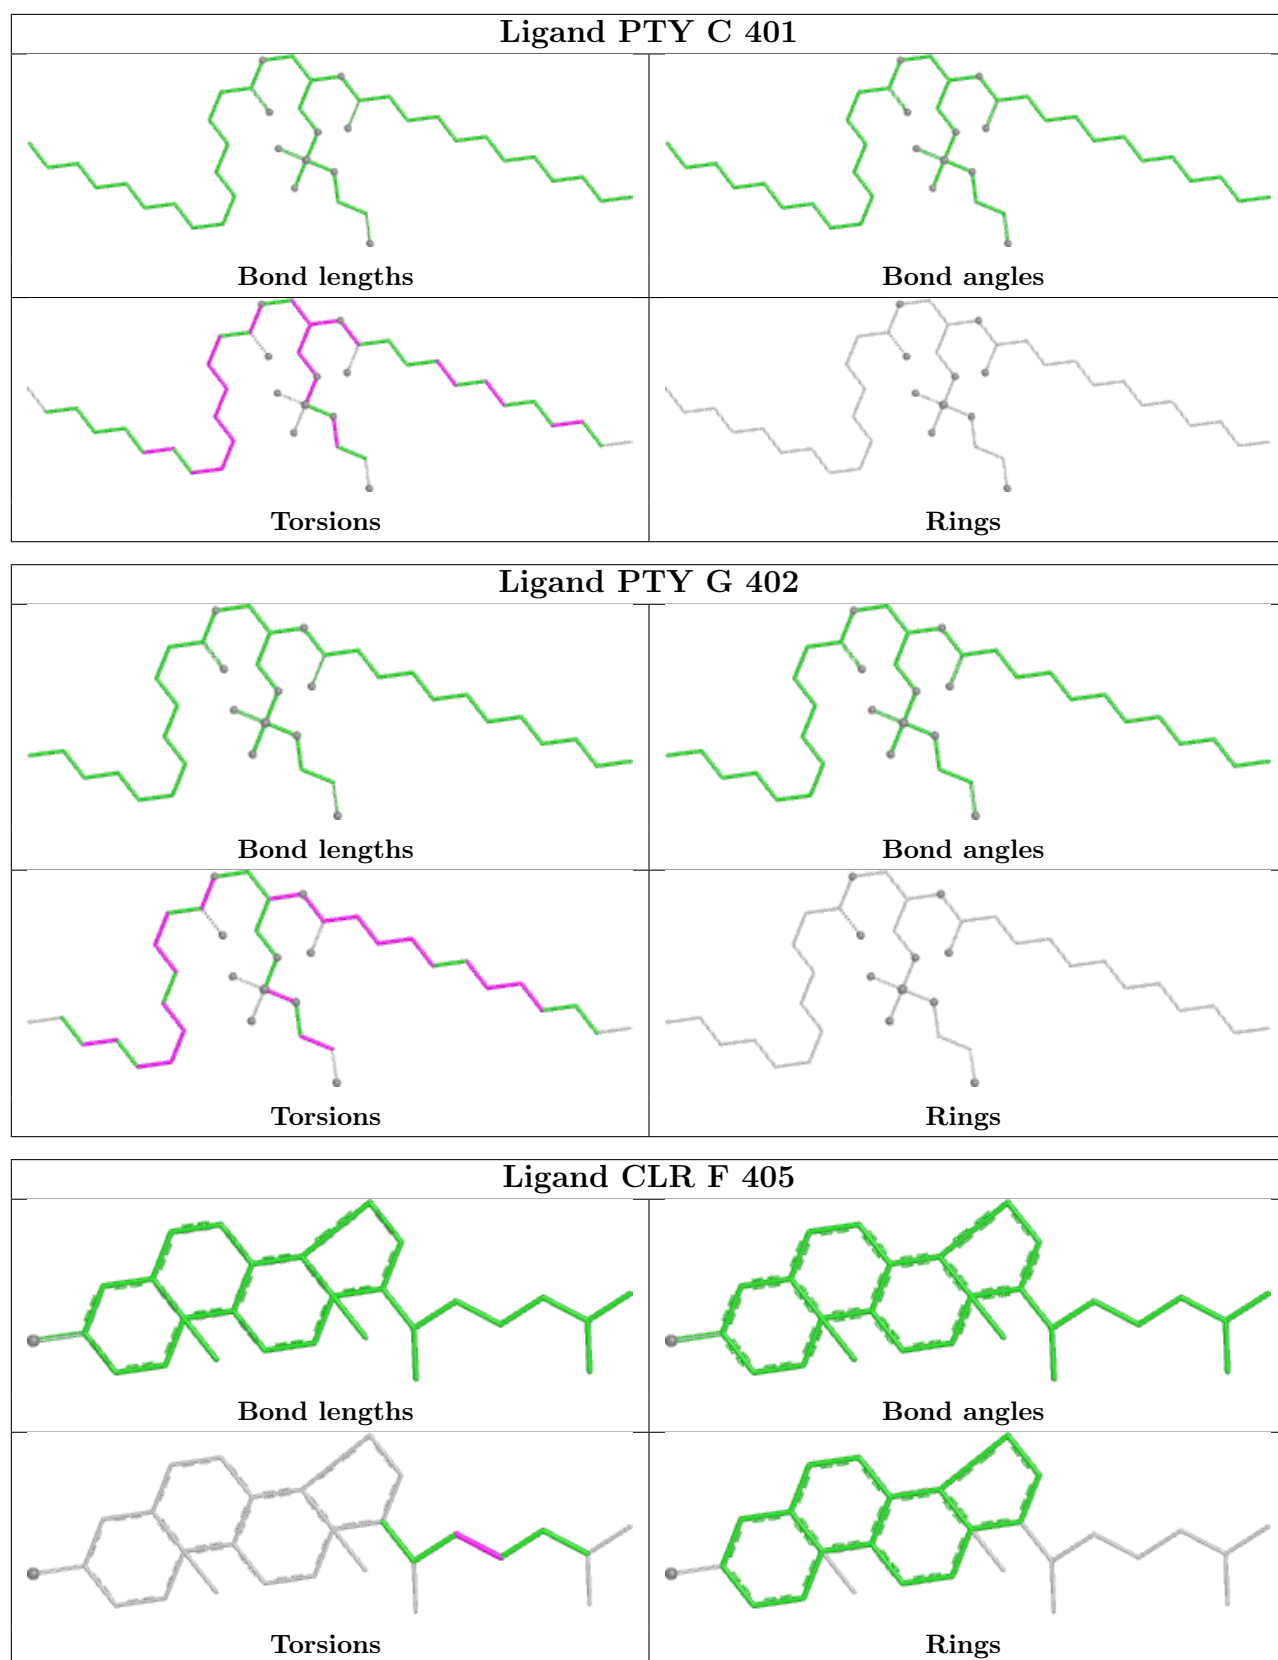 Ligand PTY C 401
Bond lengths
Bond angles
Torsions
Rings
Ligand PTY G 402
Bond lengths
Bond angles
Torsions
Rings
Ligand CLR F 405
Bond lengths
Bond angles
Torsions
Rings